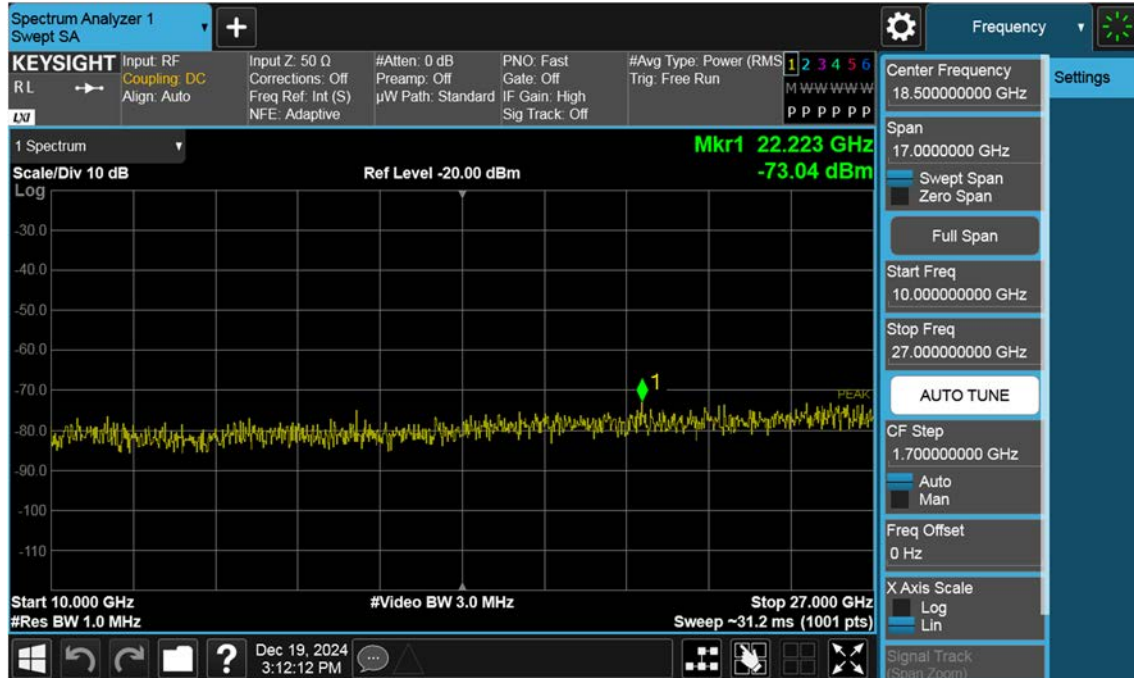 Spectrum Analyzer 1
Swept SA
Frequency
KEYSIGHT
R L
LXI
Input: RF
Coupling: DC
Align: Auto
Input Z: 50 Ω
Corrections: Off
Freq Ref: Int (S)
NFE: Adaptive
#Atten: 0 dB
Preamp: Off
µW Path: Standard
PNO: Fast
Gate: Off
IF Gain: High
Sig Track: Off
#Avg Type: Power (RMS
Trig: Free Run
1 2 3 4 5 6
M W W W W W
P P P P P P
1 Spectrum
Scale/Div 10 dB
Ref Level -20.00 dBm
Mkr1 22.223 GHz
-73.04 dBm
Log
-30.0
-40.0
-50.0
-60.0
-70.0
-80.0
-90.0
-100
-110
1
PEAK
Start 10.000 GHz
#Res BW 1.0 MHz
#Video BW 3.0 MHz
Stop 27.000 GHz
Sweep ~31.2 ms (1001 pts)
?
Dec 19, 2024
3:12:12 PM
Center Frequency
18.500000000 GHz
Span
17.0000000 GHz
Swept Span
Zero Span
Full Span
Start Freq
10.000000000 GHz
Stop Freq
27.000000000 GHz
AUTO TUNE
CF Step
1.700000000 GHz
Auto
Man
Freq Offset
0 Hz
X Axis Scale
Log
Lin
Signal Track
(Span Zoom)
Settings